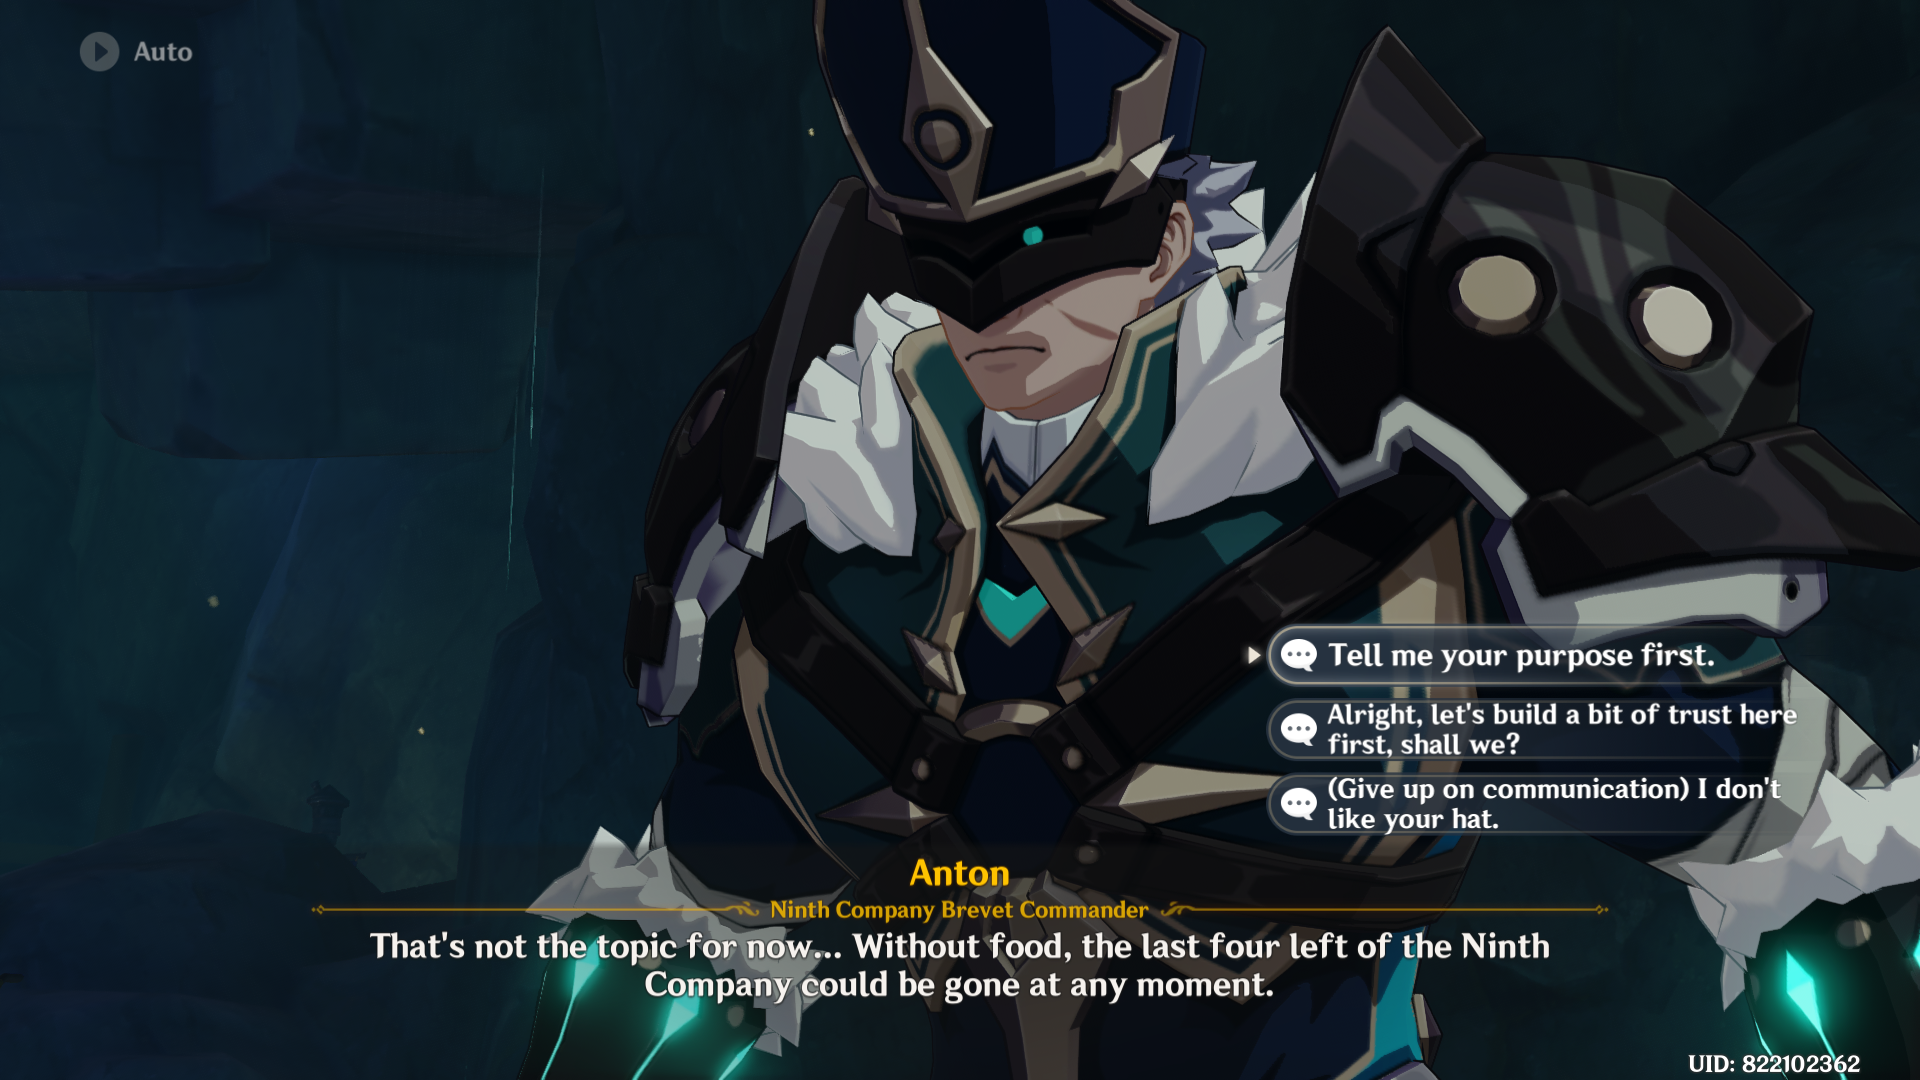 Auto
Tell me your purpose first.
Alright, let's build a bit of trust here
first, shall we?
(Give up on communication) I don't
like your hat.
Anton
Ninth Company Brevet Commander
That's not the topic for now... Without food, the last four left of the Ninth
Company could be gone at any moment.
UID: 822102362